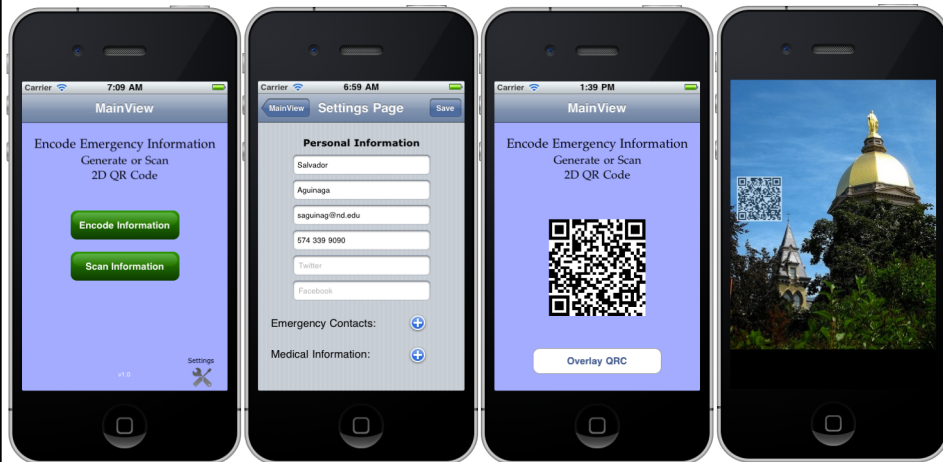 Carrier 7:09 AM
MainView
Encode Emergency Information
Generate or Scan
2D QR Code
Encode Information
Scan Information
Settings
v1.0
Carrier 6:59 AM
MainView Settings Page Save
Personal Information
Salvador
Aguinaga
saguinag@nd.edu
574 339 9090
Twitter
Facebook
Emergency Contacts:
Medical Information:
Carrier 1:39 PM
MainView
Encode Emergency Information
Generate or Scan
2D QR Code
Overlay QRC